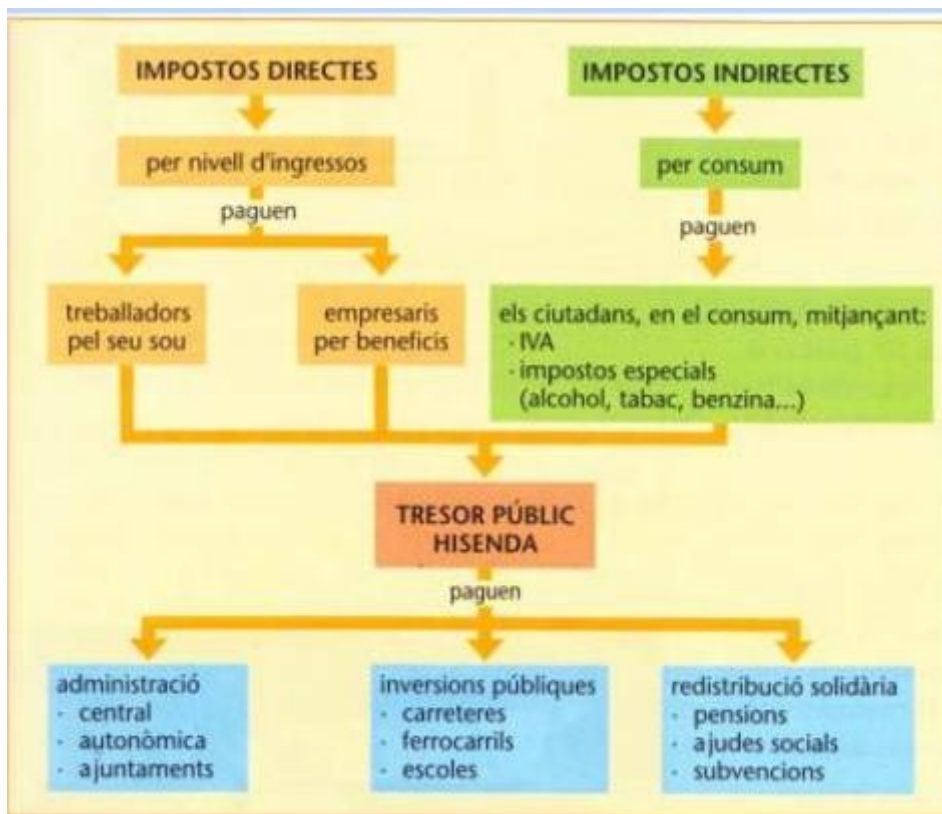 IMPOSTOS DIRECTES
per nivell d'ingressos
paguen
treballadors
pel seu sou
empresaris
per beneficis
IMPOSTOS INDIRECTES
per consum
paguen
els ciutadans, en el consum, mitjançant:
· IVA
· impostos especials
(alcohol, tabac, benzina...)
TRESOR PÚBLIC
HISENDA
paguen
administració
· central
· autonòmica
· ajuntaments
inversions públiques
· carreteres
· ferrocarrils
· escoles
redistribució solidària
· pensions
· ajudes socials
· subvencions